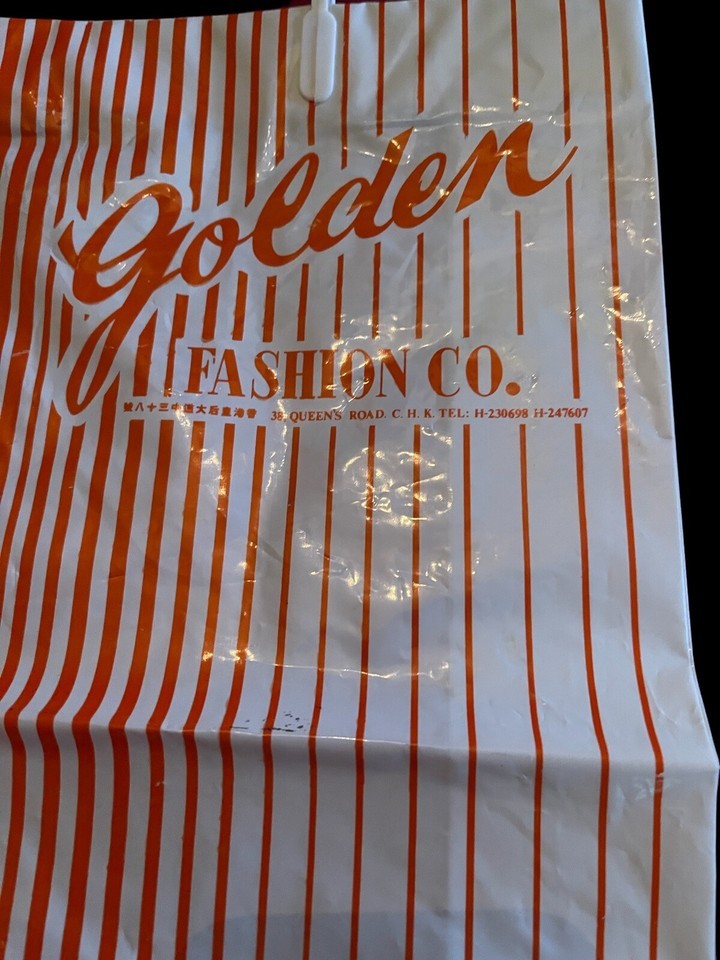 Golden
FASHION CO.
香港皇后大道中三十八號 38, QUEEN'S ROAD. C. H. K. TEL: H-230698 H-247607